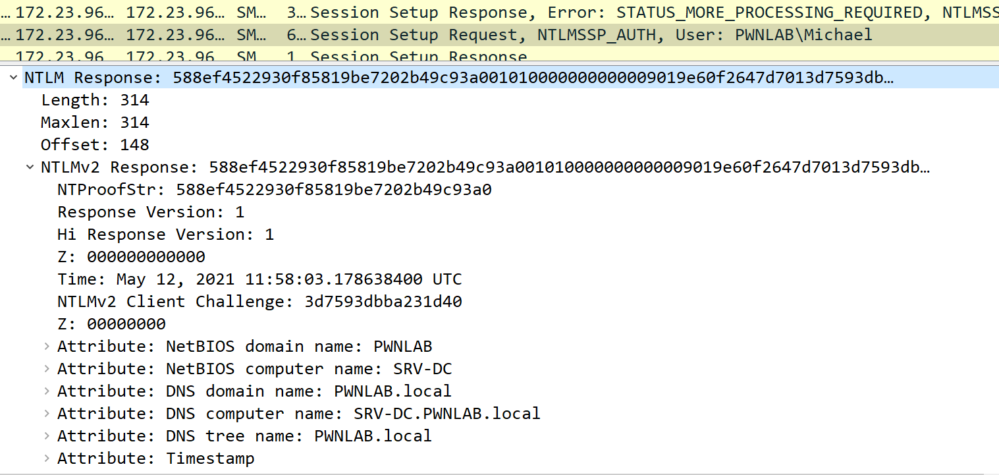 …172.23.96… 172.23.96… SM… 3… Session Setup Response, Error: STATUS_MORE_PROCESSING_REQUIRED, NTLMSS
…172.23.96… 172.23.96… SM… 6… Session Setup Request, NTLMSSP_AUTH, User: PWNLAB\Michael
172.23.96 172.23.96 SM 1 Session Setup Response
NTLM Response: 588ef4522930f85819be7202b49c93a001010000000000009019e60f2647d7013d7593db…
Length: 314
Maxlen: 314
Offset: 148
NTLMv2 Response: 588ef4522930f85819be7202b49c93a001010000000000009019e60f2647d7013d7593db…
NTProofStr: 588ef4522930f85819be7202b49c93a0
Response Version: 1
Hi Response Version: 1
Z: 000000000000
Time: May 12, 2021 11:58:03.178638400 UTC
NTLMv2 Client Challenge: 3d7593dbba231d40
Z: 00000000
Attribute: NetBIOS domain name: PWNLAB
Attribute: NetBIOS computer name: SRV-DC
Attribute: DNS domain name: PWNLAB.local
Attribute: DNS computer name: SRV-DC.PWNLAB.local
Attribute: DNS tree name: PWNLAB.local
Attribute: Timestamp